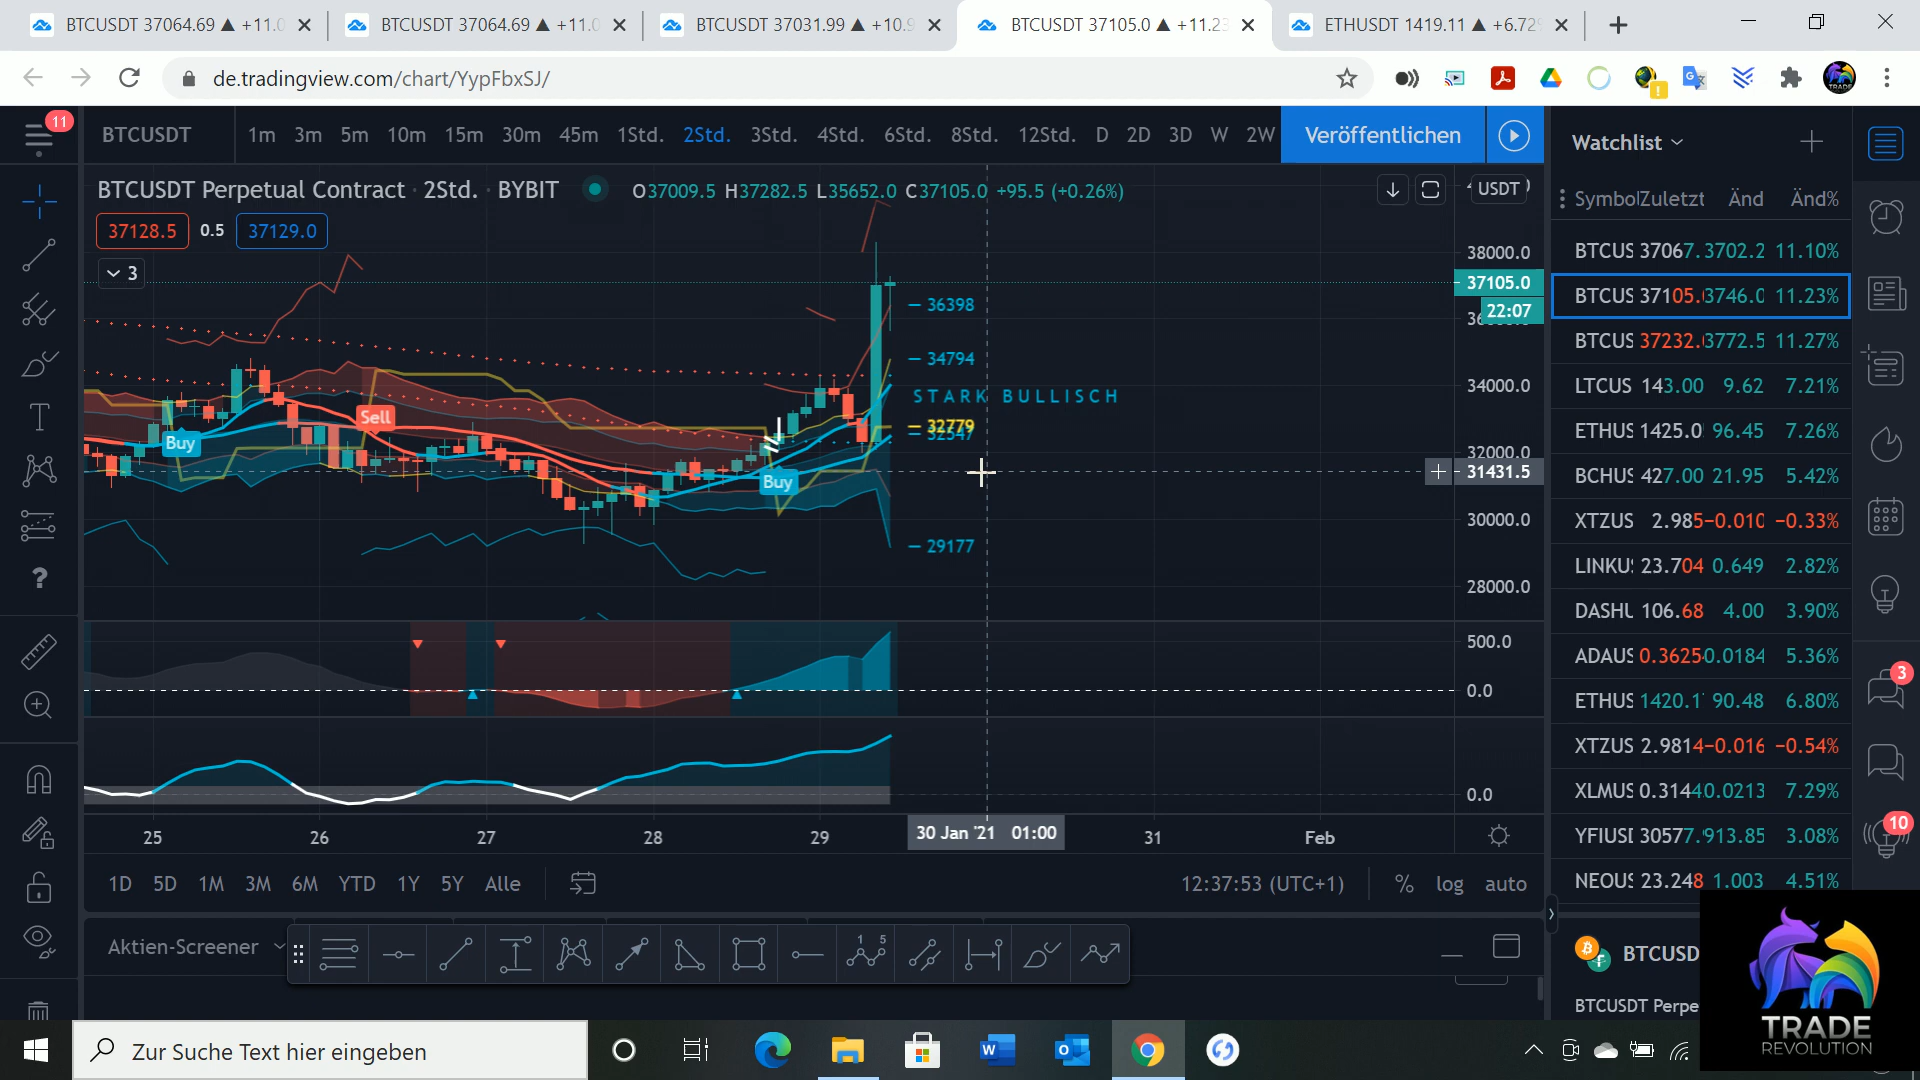 BTCUSDT 37064.69 ▲ +11.0
BTCUSDT 37064.69 ▲ +11.0
BTCUSDT 37031.99 ▲ +10.9
BTCUSDT 37105.0 ▲ +11.23
ETHUSDT 1419.11 ▲ +6.72%
de.tradingview.com/chart/YypFbxSJ/
11
BTCUSDT
1m 3m 5m 10m 15m 30m 45m 1Std. 2Std. 3Std. 4Std. 6Std. 8Std. 12Std. D 2D 3D W 2W
Veröffentlichen
BTCUSDT Perpetual Contract · 2Std. · BYBIT
O37009.5 H37282.5 L35652.0 C37105.0 +95.5 (+0.26%)
USDT
37128.5 0.5 37129.0
3
38000.0
37105.0
22:07
34000.0
32000.0
31431.5
30000.0
28000.0
36398
34794
STARK BULLISCH
32779
32547
29177
Buy
Sell
Buy
500.0
0.0
0.0
25 26 27 28 29 30 Jan '21 01:00 31 Feb
1D 5D 1M 3M 6M YTD 1Y 5Y Alle
12:37:53 (UTC+1) % log auto
Aktien-Screener
1 5
Watchlist
Symbol Zuletzt Änd Änd%
BTCUS 37067. 3702.2 11.10%
BTCUS 37105. 3746.0 11.23%
BTCUS 37232. 3772.5 11.27%
LTCUS 143.00 9.62 7.21%
ETHUS 1425.0 96.45 7.26%
BCHUS 427.00 21.95 5.42%
XTZUS 2.985 −0.010 −0.33%
LINKU 23.704 0.649 2.82%
DASHU 106.68 4.00 3.90%
ADAUS 0.3625 0.0184 5.36%
ETHUS 1420.1 90.48 6.80%
XTZUS 2.9814 −0.016 −0.54%
XLMUS 0.3144 0.0213 7.29%
YFIUS 30577. 913.85 3.08%
NEOUS 23.248 1.003 4.51%
3
10
BTCUSD
BTCUSDT Perpe
TRADE
REVOLUTION
Zur Suche Text hier eingeben